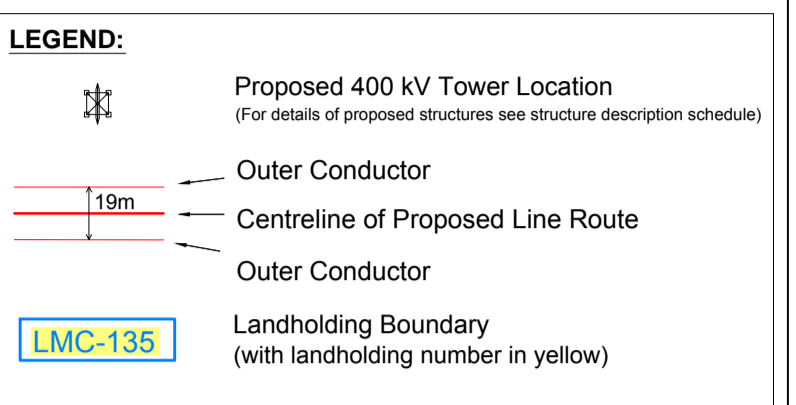 LEGEND:
Proposed 400 kV Tower Location
(For details of proposed structures see structure description schedule)
Outer Conductor
19m
Centreline of Proposed Line Route
Outer Conductor
LMC-135
Landholding Boundary
(with landholding number in yellow)